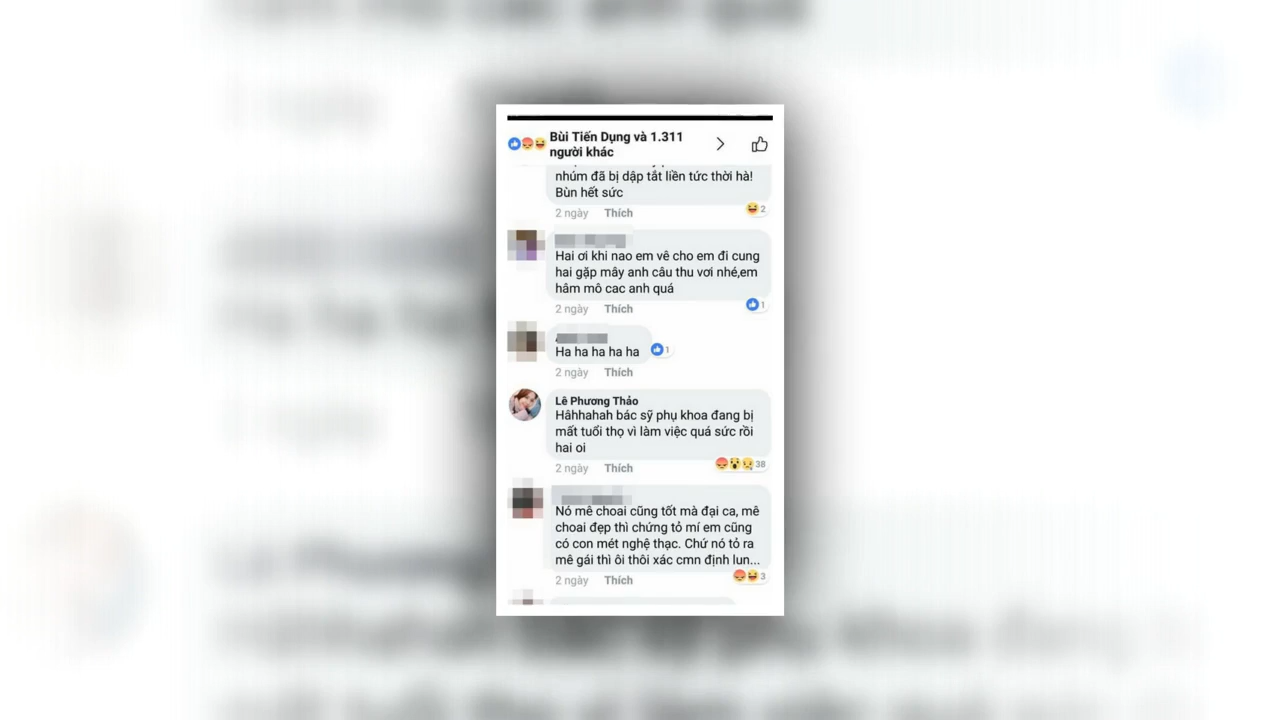 Bùi Tiến Dụng và 1.311
người khác
nhúm đã bị dập tắt liền tức thời hà!
Bùn hết sức
2 ngày Thích
2
Hai ơi khi nao em vê cho em đi cung
hai gặp mây anh câu thu vơi nhé,em
hâm mô cac anh quá
2 ngày Thích
1
Ha ha ha ha ha
1
2 ngày Thích
Lê Phương Thảo
Hâhhahah bác sỹ phụ khoa đang bị
mất tuổi thọ vì làm việc quá sức rồi
hai oi
2 ngày Thích
38
Nó mê choai cũng tốt mà đại ca, mê
choai đẹp thì chứng tỏ mí em cũng
có con mét nghệ thạc. Chứ nó tỏ ra
mê gái thì ôi thôi xác cmn định lun...
2 ngày Thích
3